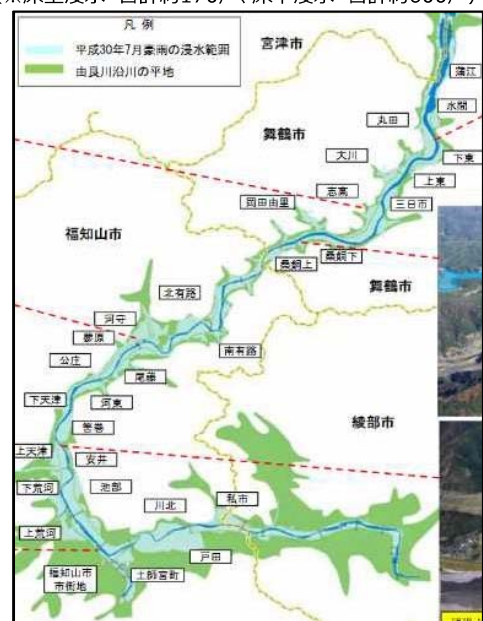 凡 例
平成30年7月豪雨の浸水範囲
由良川沿川の平地
宮津市
蒲江
水間
丸田
舞鶴市
大川
下東
志高
上東
岡田由里
三日市
福知山市
桑飼上
桑飼下
北有路
舞鶴市
河守
夢原
南有路
公庄
尾藤
下天津
河東
綾部市
筈巻
上天津
安井
下荒河
池部
川北
私市
上荒河
戸田
福知山市
市街地
土師宮町